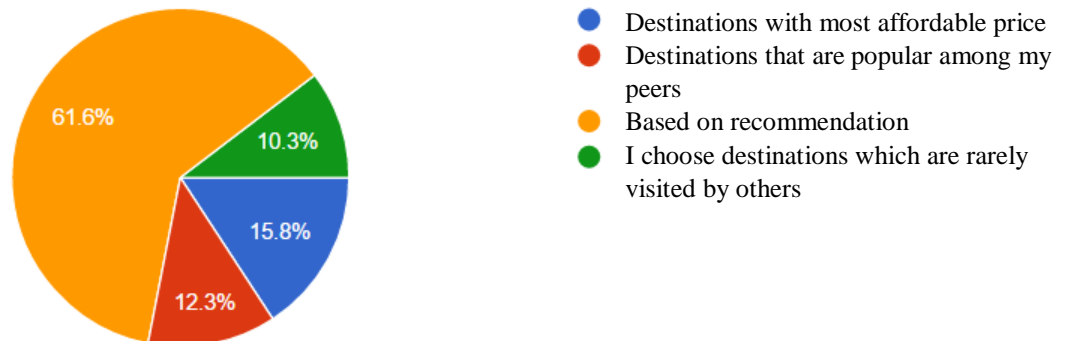 61.6%
10.3%
15.8%
12.3%
Destinations with most affordable price
Destinations that are popular among my
peers
Based on recommendation
I choose destinations which are rarely
visited by others